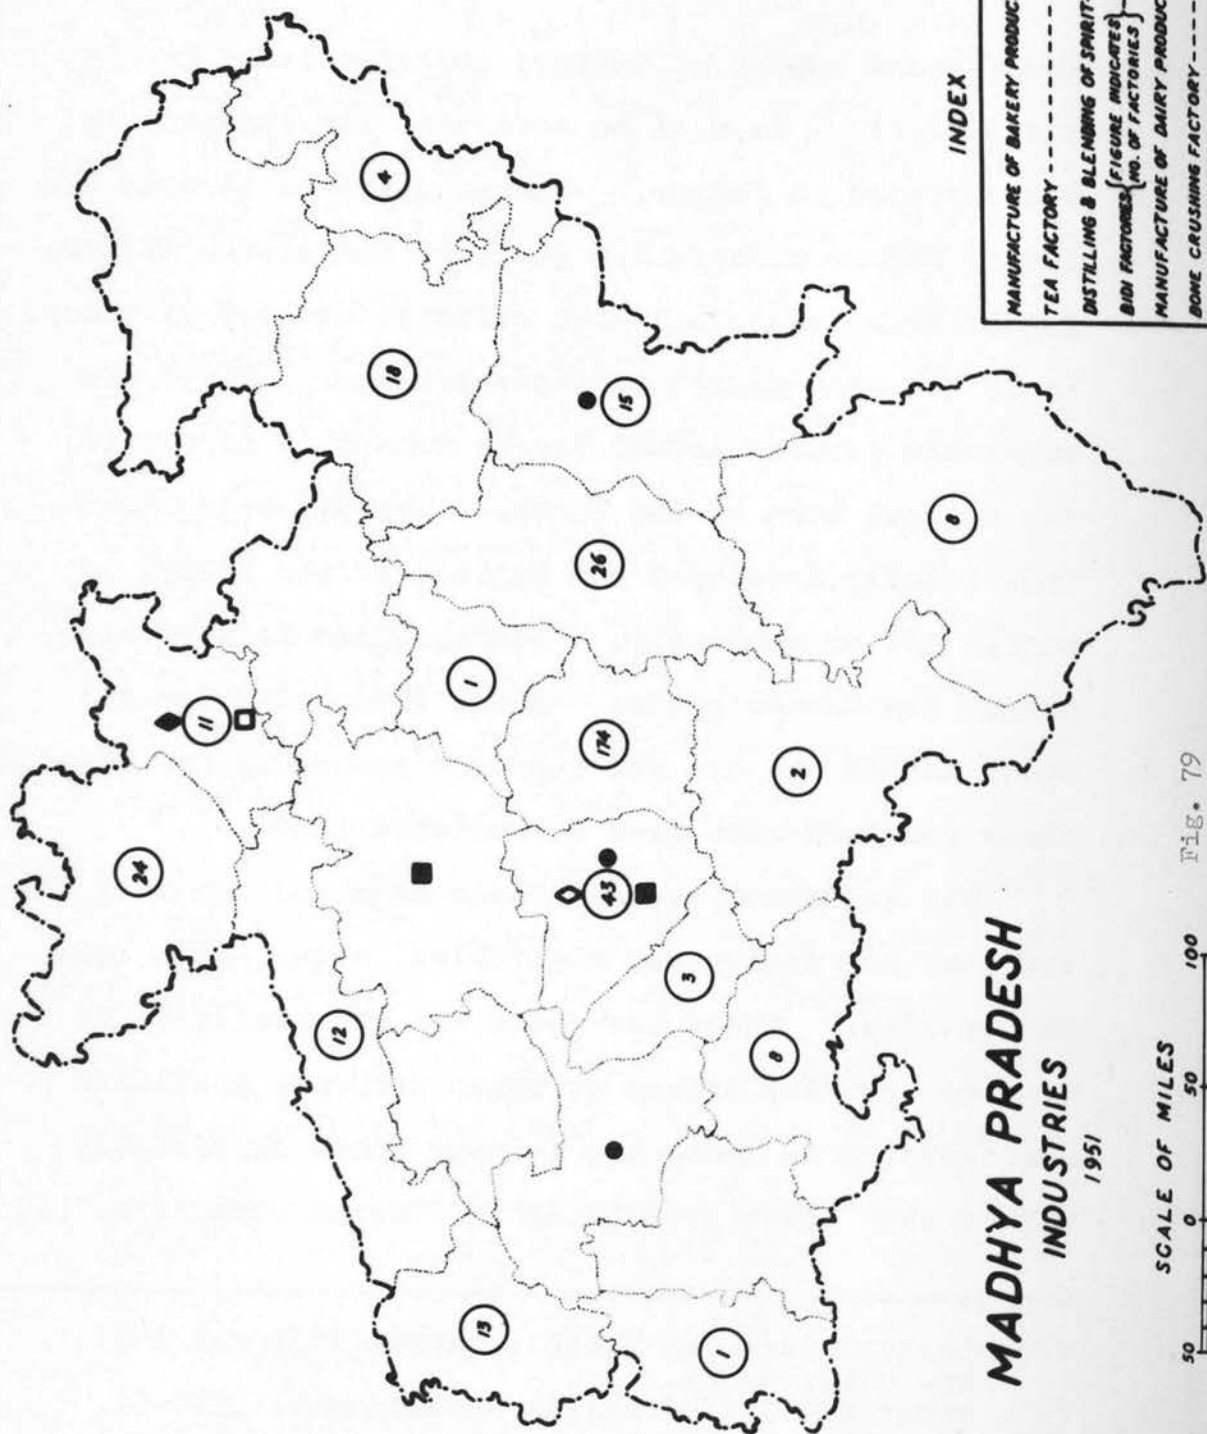 24
11
12
4
18
1
13
26
174
43
15
3
1
8
2
8
MADHYA PRADESH
INDUSTRIES
1951
SCALE OF MILES
50 0 50 100
Fig. 79
INDEX
MANUFACTURE OF BAKERY PRODUC
TEA FACTORY
DISTILLING & BLENDING OF SPIRIT-
BIDI FACTORIES {FIGURE INDICATES
NO. OF FACTORIES}
MANUFACTURE OF DAIRY PRODUC
BONE CRUSHING FACTORY